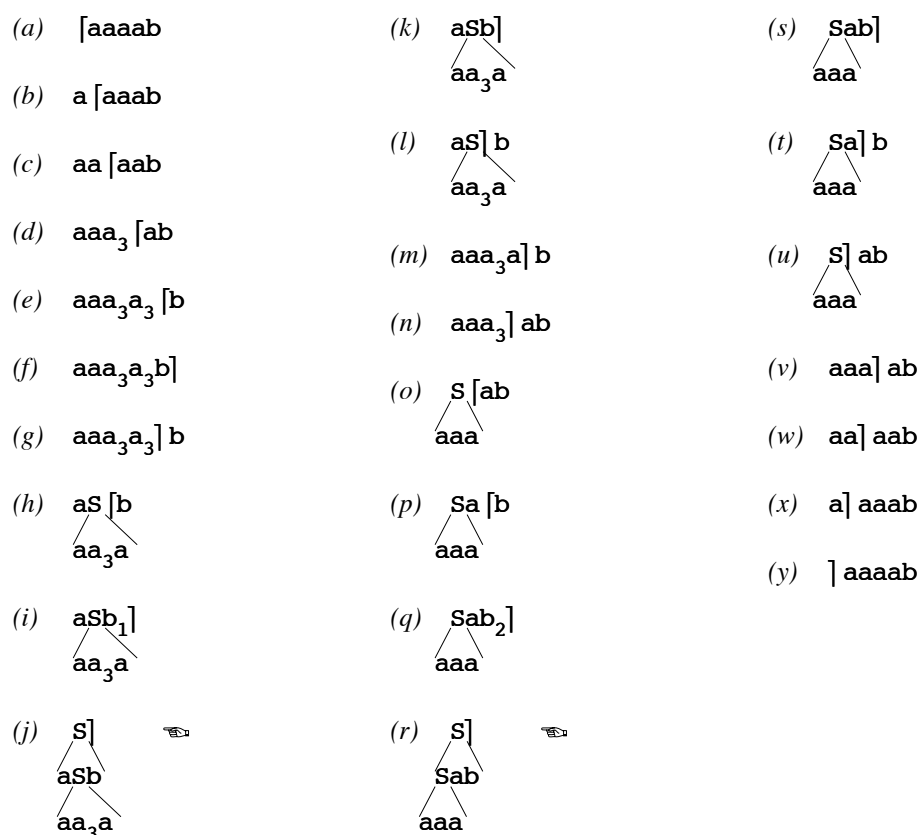 (a) ⌈aaaab
(b) a⌈aaab
(c) aa⌈aab
(d) aaa₃⌈ab
(e) aaa₃a₃⌈b
(f) aaa₃a₃b⌉
(g) aaa₃a₃⌉b
(h) aS⌈b
aa₃a
(i) aSb₁⌉
aa₃a
(j) S⌉ ☜
aSb
aa₃a
(k) aSb⌉
aa₃a
(l) aS⌉b
aa₃a
(m) aaa₃a⌉b
(n) aaa₃⌉ab
(o) S⌈ab
aaa
(p) Sa⌈b
aaa
(q) Sab₂⌉
aaa
(r) S⌉ ☜
Sab
aaa
(s) Sab⌉
aaa
(t) Sa⌉b
aaa
(u) S⌉ab
aaa
(v) aaa⌉ab
(w) aa⌉aab
(x) a⌉aaab
(y) ⌉aaaab